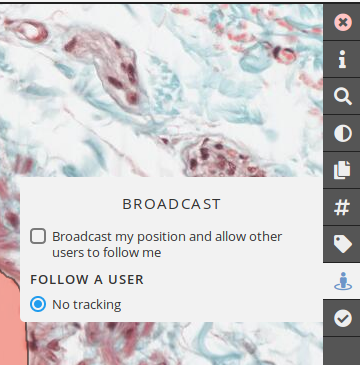 BROADCAST
Broadcast my position and allow other
users to follow me
FOLLOW A USER
No tracking